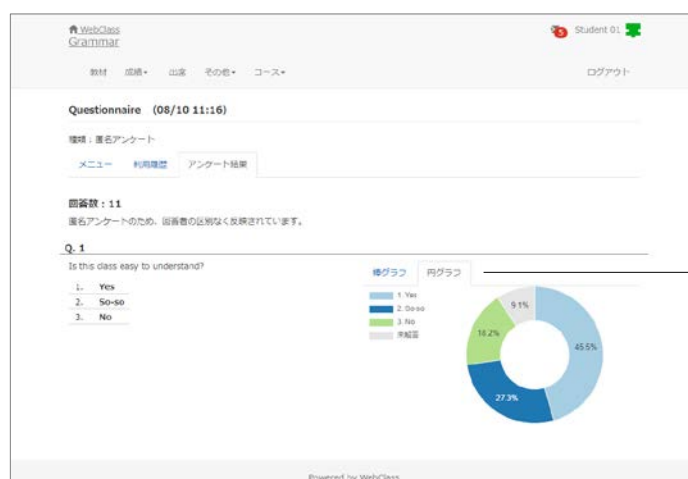 WebClass
Grammar
5
Student 01
教材 成績 出席 その他 コース ログアウト
Questionnaire (08/10 11:16)
種類：匿名アンケート
メニュー 利用履歴 アンケート結果
回答数：11
匿名アンケートのため、回答者の区別なく反映されています。
Q. 1
Is this class easy to understand?
1. Yes
2. So-so
3. No
棒グラフ 円グラフ
1. Yes
2. So-so
3. No
未解答
9.1%
18.2%
45.5%
27.3%
Powered by WebClass